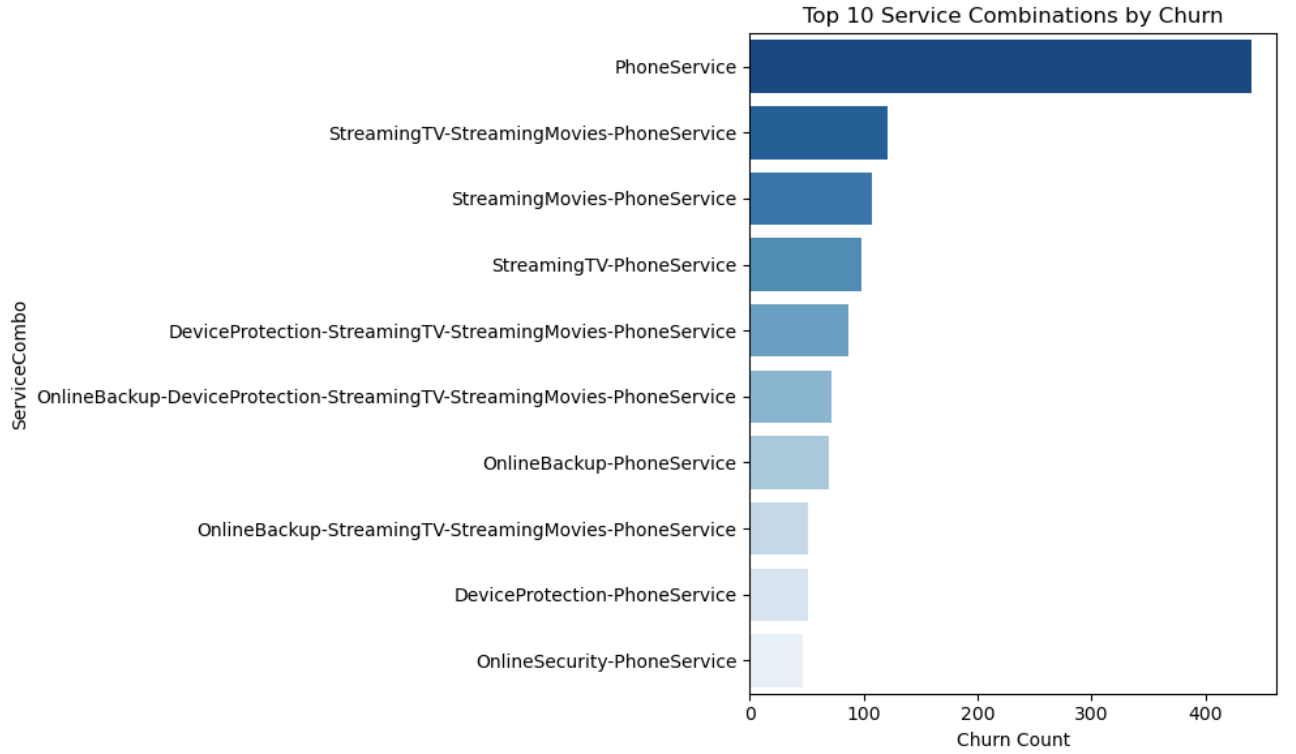 Top 10 Service Combinations by Churn
ServiceCombo
PhoneService
StreamingTV-StreamingMovies-PhoneService
StreamingMovies-PhoneService
StreamingTV-PhoneService
DeviceProtection-StreamingTV-StreamingMovies-PhoneService
OnlineBackup-DeviceProtection-StreamingTV-StreamingMovies-PhoneService
OnlineBackup-PhoneService
OnlineBackup-StreamingTV-StreamingMovies-PhoneService
DeviceProtection-PhoneService
OnlineSecurity-PhoneService
0 100 200 300 400
Churn Count